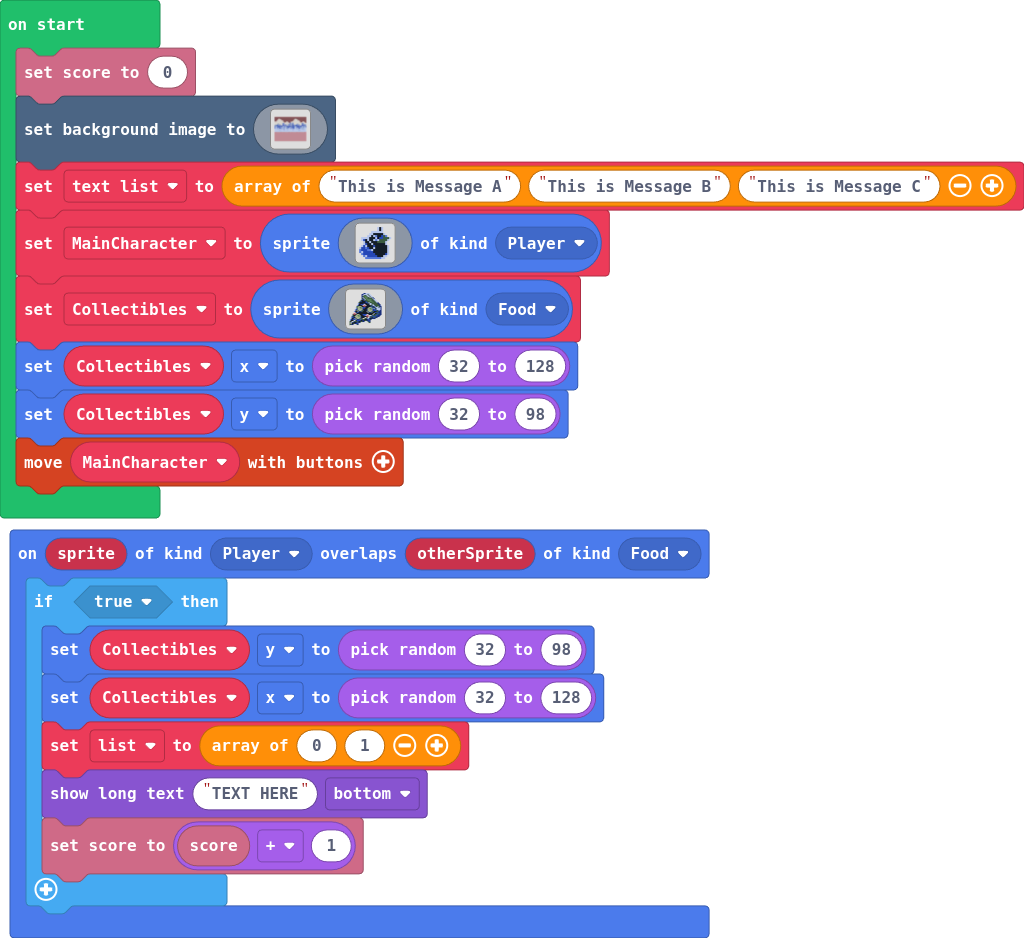 on start
set score to 0
set background image to
set text list to array of "This is Message A" "This is Message B" "This is Message C"
set MainCharacter to sprite of kind Player
set Collectibles to sprite of kind Food
set Collectibles x to pick random 32 to 128
set Collectibles y to pick random 32 to 98
move MainCharacter with buttons
on sprite of kind Player overlaps otherSprite of kind Food
if true then
set Collectibles y to pick random 32 to 98
set Collectibles x to pick random 32 to 128
set list to array of 0 1
show long text "TEXT HERE" bottom
set score to score + 1